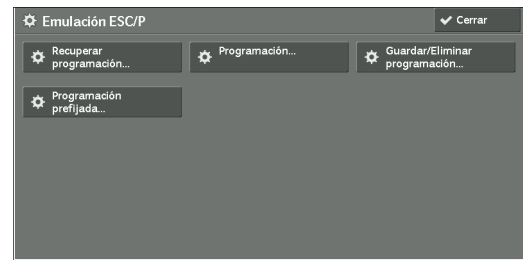 Emulación ESC/P
Cerrar
Recuperar
programación...
Programación...
Guardar/Eliminar
programación...
Programación
prefijada...